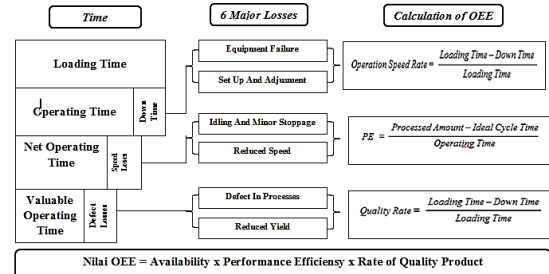 Time
6 Major Losses
Calculation of OEE
Loading Time
Operating Time
Down
Time
Net Operating
Time
Speed
Loses
Valuable
Operating
Time
Defect
Losses
Equipment Failure
Set Up And Adjusment
Idling And Minor Stoppage
Reduced Speed
Defect In Processes
Reduced Yield
Operation Speed Rate = Loading Time – Down Time
Loading Time
PE = Processed Amount – Ideal Cycle Time
Operating Time
Quality Rate = Loading Time – Down Time
Loading Time
Nilai OEE = Availability x Performance Efficiensy x Rate of Quality Product